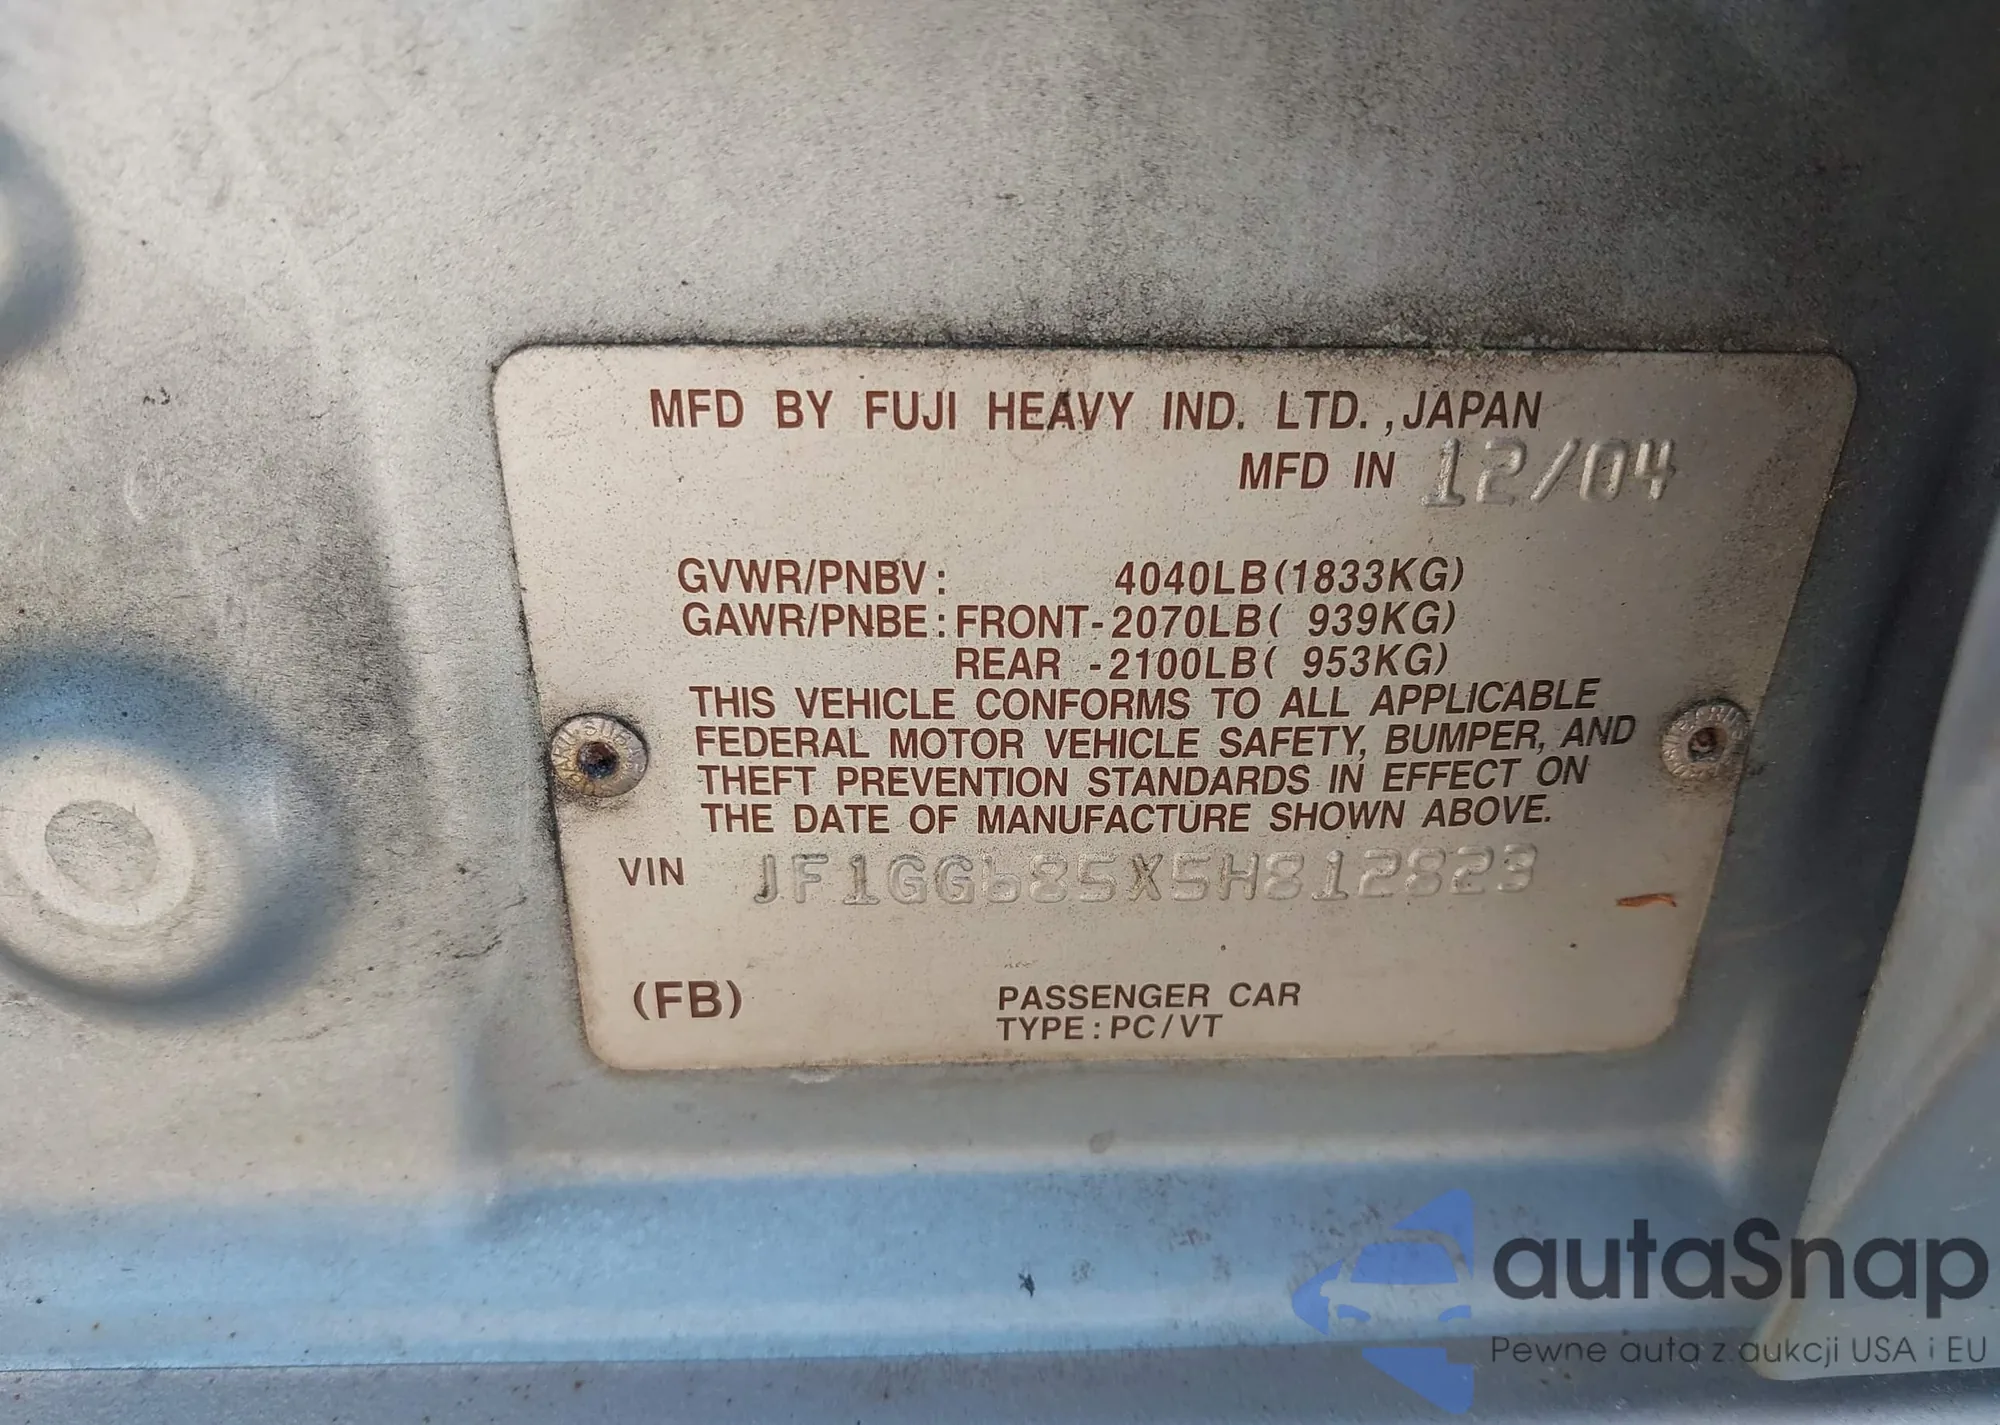 MFD BY FUJI HEAVY IND. LTD. ,JAPAN
MFD IN 12/04
GVWR/PNBV: 4040LB(1833KG)
GAWR/PNBE:FRONT-2070LB( 939KG)
REAR -2100LB( 953KG)
THIS VEHICLE CONFORMS TO ALL APPLICABLE
FEDERAL MOTOR VEHICLE SAFETY, BUMPER, AND
THEFT PREVENTION STANDARDS IN EFFECT ON
THE DATE OF MANUFACTURE SHOWN ABOVE.
VIN JF1GG685X5H812823
(FB) PASSENGER CAR
TYPE:PC/VT
autaSnap
Pewne auta z aukcji USA i EU